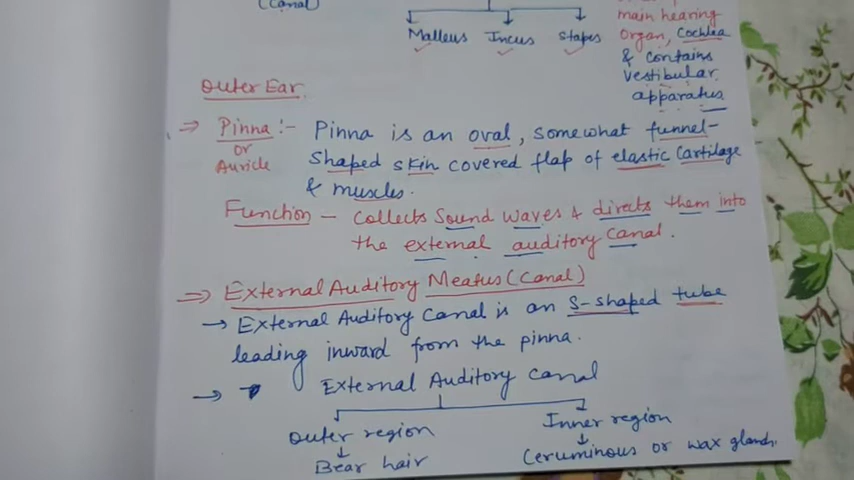 (Canal)
Malleus Incus Stapes
main hearing
organ, Cochlea
& contains
vestibular
apparatus
Outer Ear
⇒ Pinna :- Pinna is an oval, somewhat funnel-
or
Auricle
shaped skin covered flap of elastic Cartilage
& muscles.
Function – Collects Sound waves & directs them into
the external auditory canal.
⇒ External Auditory Meatus (Canal)
→ External Auditory Canal is an S-shaped tube
leading inward from the pinna.
→ External Auditory Canal
Outer region Inner region
↓ ↓
Bear hair Ceruminous or wax glands.